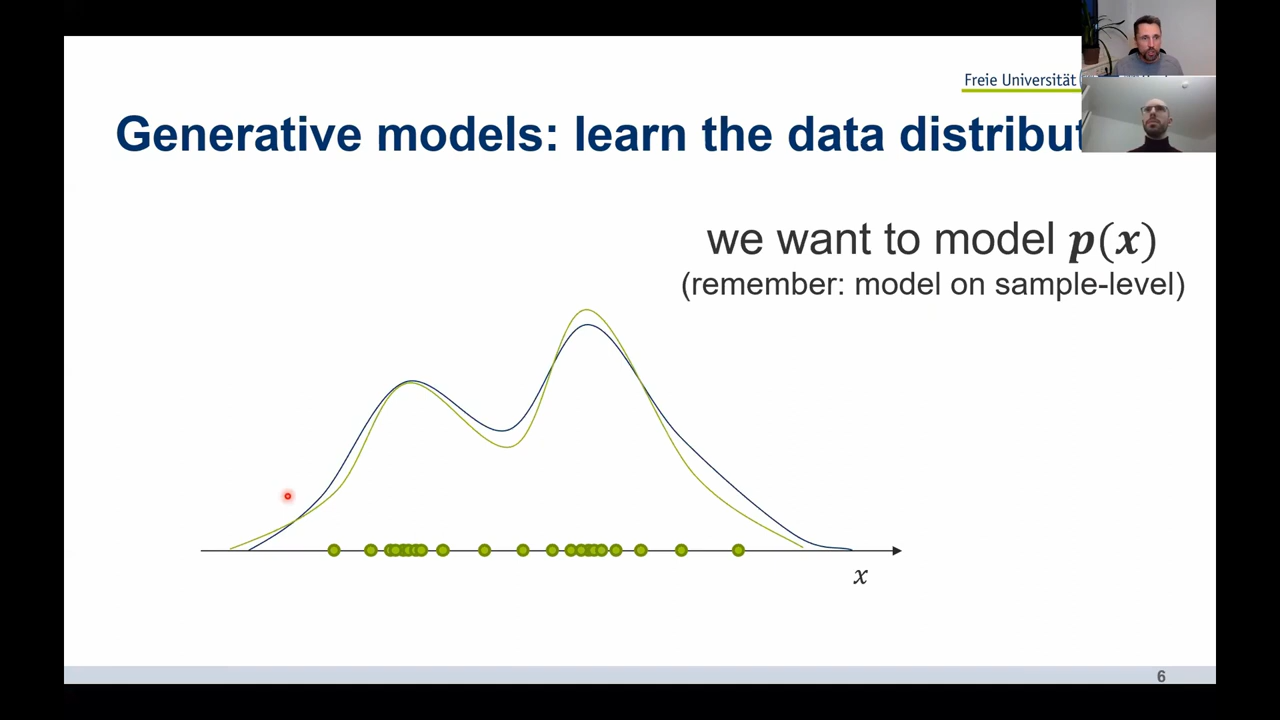 Freie Universität
Generative models: learn the data distribut
we want to model p(x)
(remember: model on sample-level)
x
6